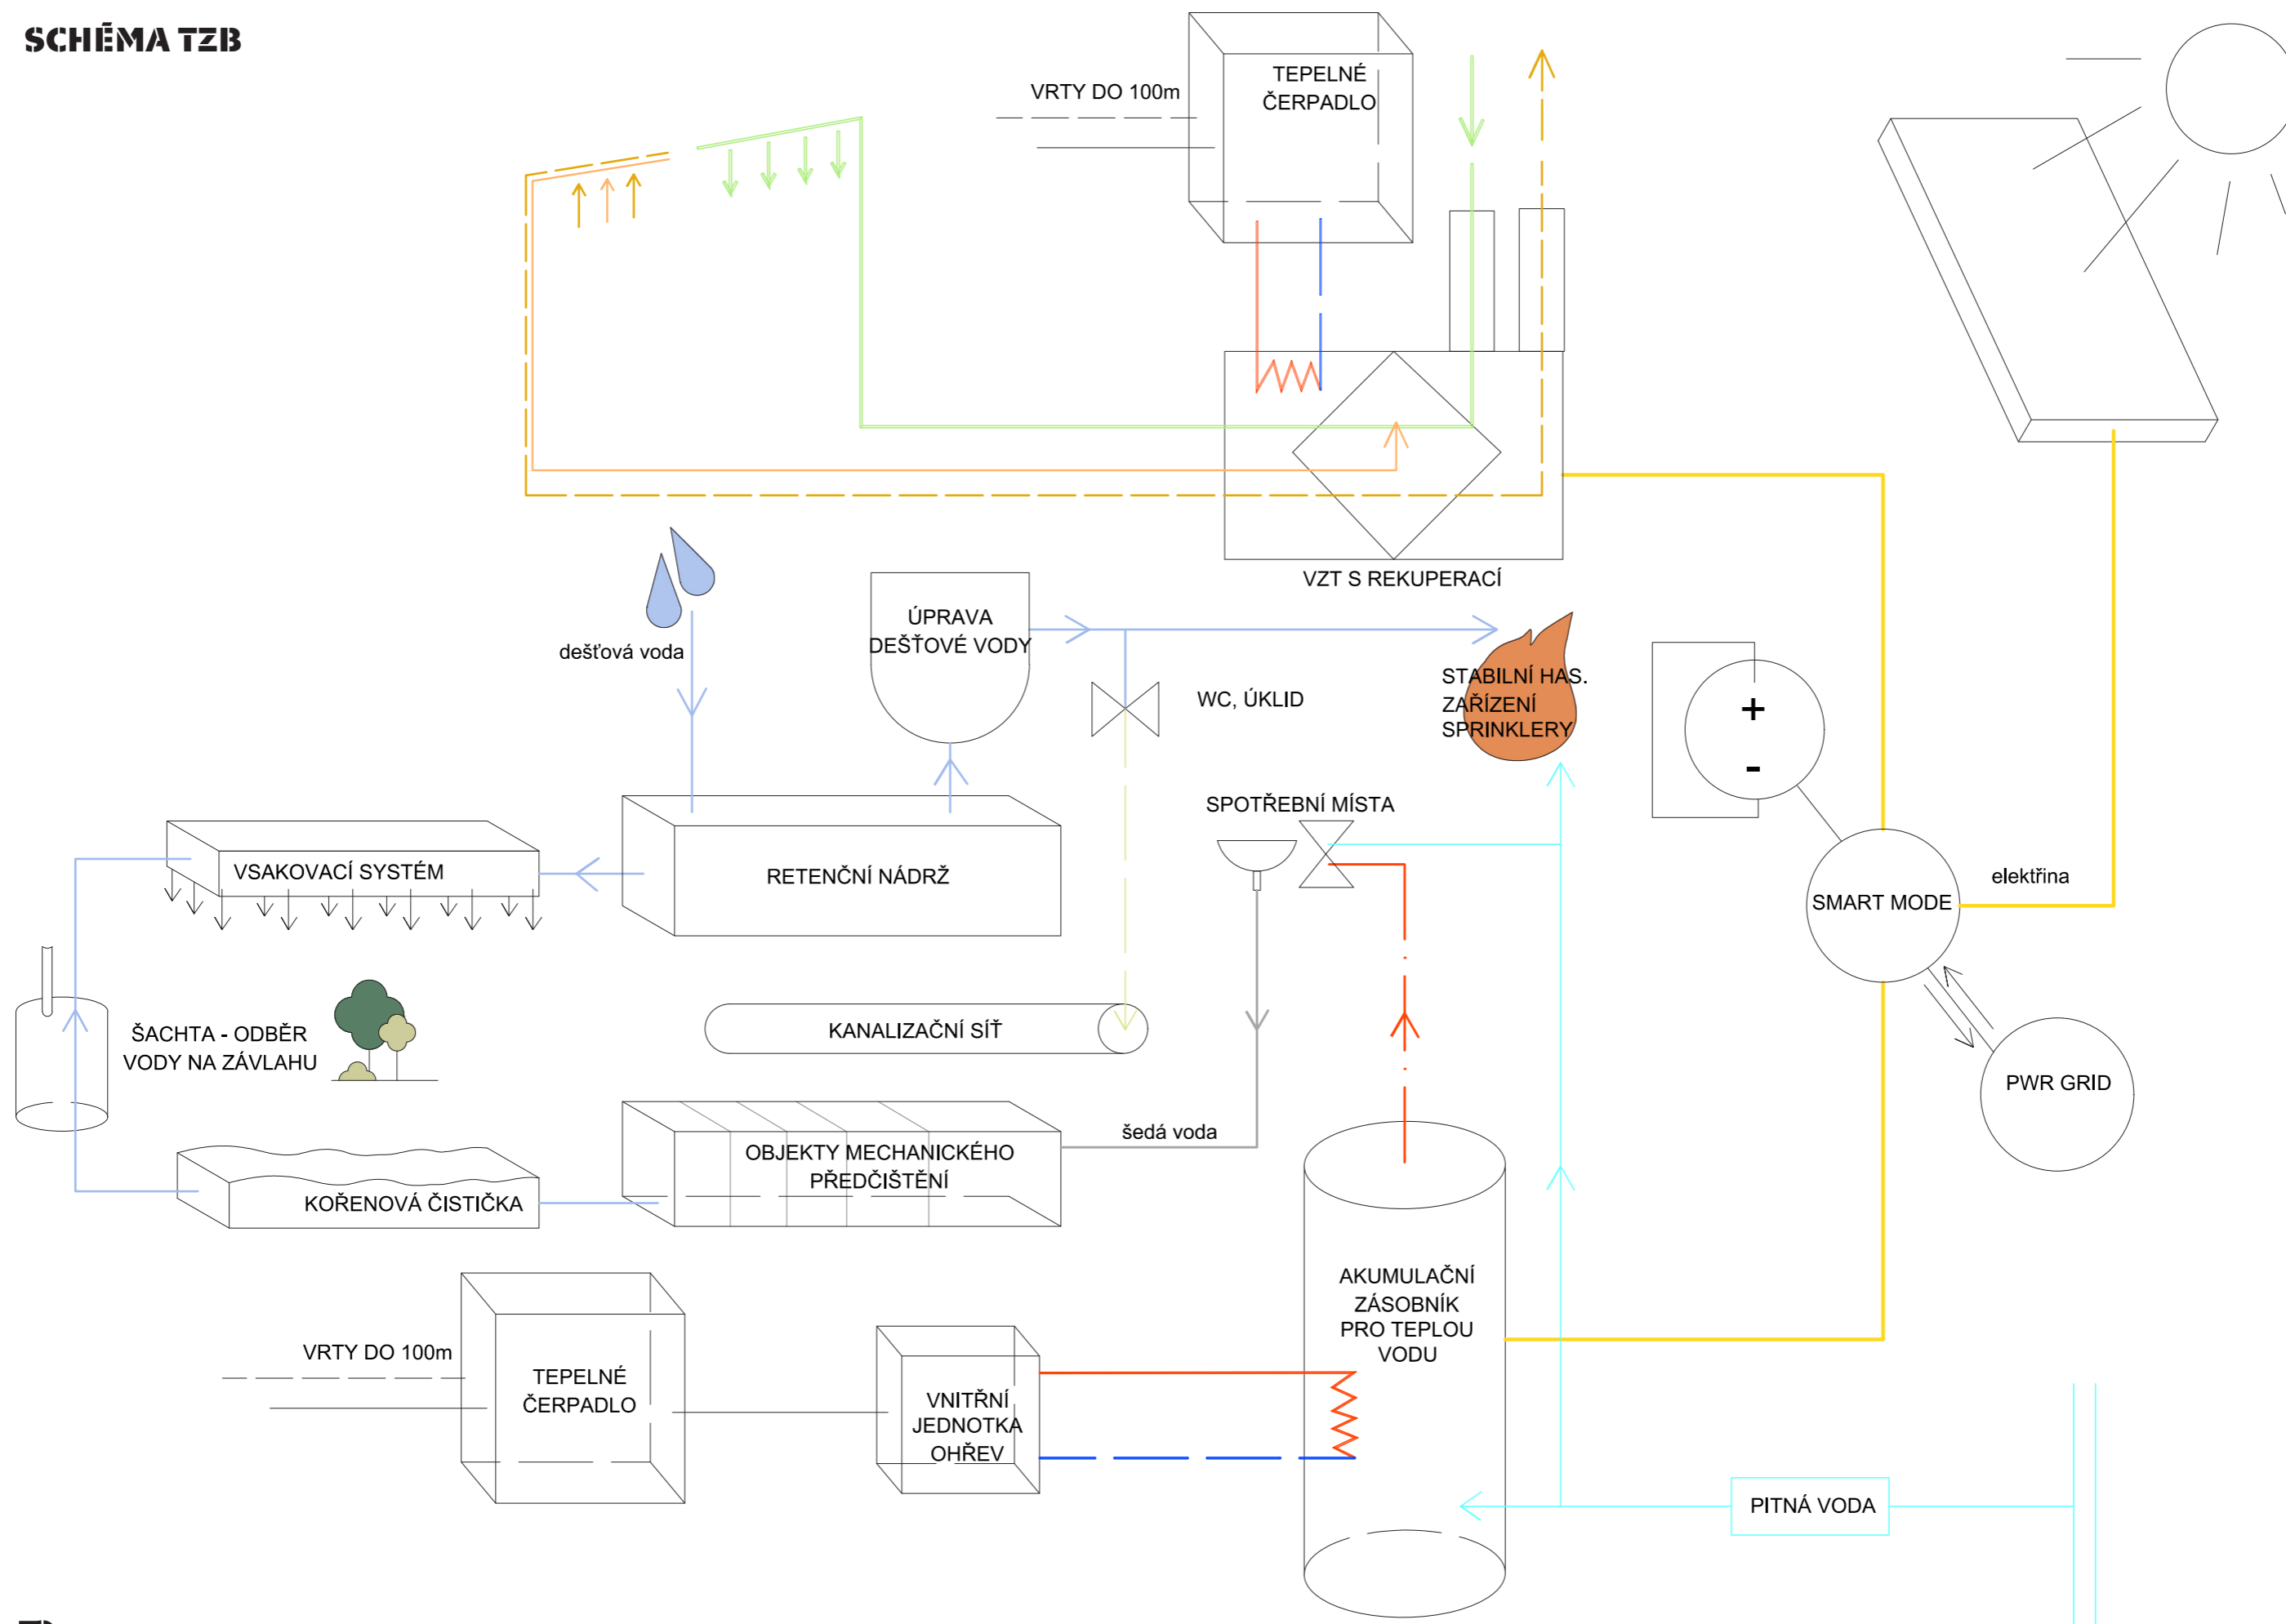 SCHÉMA TZB
VRTY DO 100m
TEPELNÉ
ČERPADLO
VZT S REKUPERACÍ
dešťová voda
ÚPRAVA
DEŠŤOVÉ VODY
WC, ÚKLID
STABILNÍ HAS.
ZAŘÍZENÍ
SPRINKLERY
+
-
SPOTŘEBNÍ MÍSTA
VSAKOVACÍ SYSTÉM
RETENČNÍ NÁDRŽ
elektřina
SMART MODE
ŠACHTA - ODBĚR
VODY NA ZÁVLAHU
KANALIZAČNÍ SÍŤ
PWR GRID
šedá voda
OBJEKTY MECHANICKÉHO
PŘEDČIŠTĚNÍ
KOŘENOVÁ ČISTIČKA
AKUMULAČNÍ
ZÁSOBNÍK
PRO TEPLOU
VODU
VRTY DO 100m
TEPELNÉ
ČERPADLO
VNITŘNÍ
JEDNOTKA
OHŘEV
PITNÁ VODA